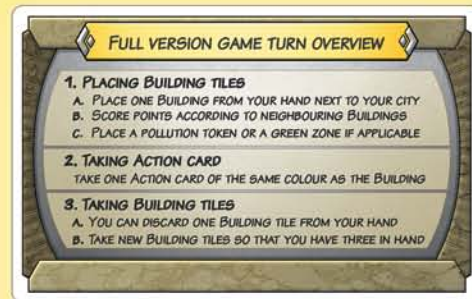 FULL VERSION GAME TURN OVERVIEW
1. PLACING BUILDING TILES
A. PLACE ONE BUILDING FROM YOUR HAND NEXT TO YOUR CITY
B. SCORE POINTS ACCORDING TO NEIGHBOURING BUILDINGS
C. PLACE A POLLUTION TOKEN OR A GREEN ZONE IF APPLICABLE
2. TAKING ACTION CARD
TAKE ONE ACTION CARD OF THE SAME COLOUR AS THE BUILDING
3. TAKING BUILDING TILES
A. YOU CAN DISCARD ONE BUILDING TILE FROM YOUR HAND
B. TAKE NEW BUILDING TILES SO THAT YOU HAVE THREE IN HAND